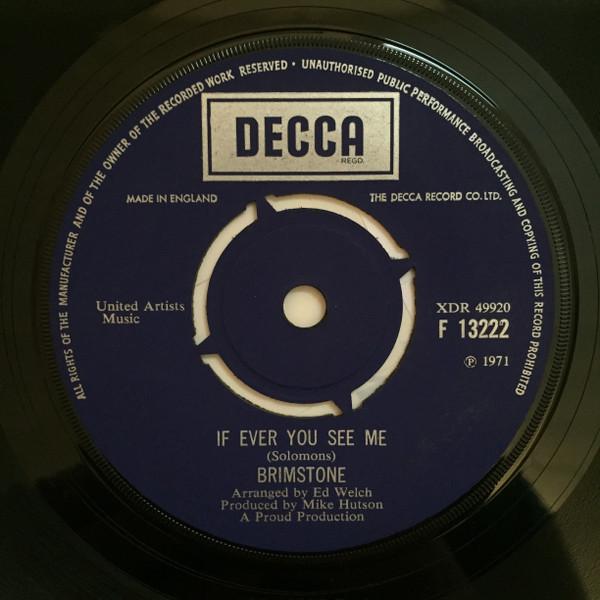 ALL RIGHTS OF THE MANUFACTURER AND OF THE OWNER OF THE RECORDED WORK RESERVED • UNAUTHORISED PUBLIC PERFORMANCE BROADCASTING AND COPYING OF THIS RECORD PROHIBITED
DECCA
REGD.
MADE IN ENGLAND
THE DECCA RECORD CO. LTD.
United Artists
Music
XDR 49920
F 13222
℗ 1971
IF EVER YOU SEE ME
(Solomons)
BRIMSTONE
Arranged by Ed Welch
Produced by Mike Hutson
A Proud Production